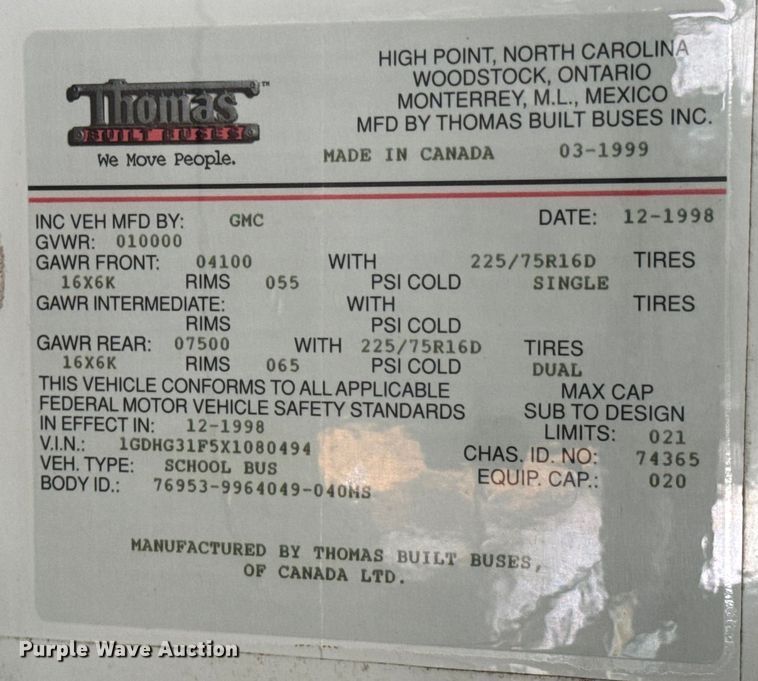 Thomas™
BUILT BUSES®
We Move People.
HIGH POINT, NORTH CAROLINA
WOODSTOCK, ONTARIO
MONTERREY, M.L., MEXICO
MFD BY THOMAS BUILT BUSES INC.
MADE IN CANADA 03-1999
INC VEH MFD BY: GMC DATE: 12-1998
GVWR: 010000
GAWR FRONT: 04100 WITH 225/75R16D TIRES
16X6K RIMS 055 PSI COLD SINGLE
GAWR INTERMEDIATE: WITH TIRES
RIMS PSI COLD
GAWR REAR: 07500 WITH 225/75R16D TIRES
16X6K RIMS 065 PSI COLD DUAL
THIS VEHICLE CONFORMS TO ALL APPLICABLE MAX CAP
FEDERAL MOTOR VEHICLE SAFETY STANDARDS SUB TO DESIGN
IN EFFECT IN: 12-1998 LIMITS: 021
V.I.N.: 1GDHG31F5X1080494 CHAS. ID. NO: 74365
VEH. TYPE: SCHOOL BUS EQUIP. CAP.: 020
BODY ID.: 76953-9964049-040MS
MANUFACTURED BY THOMAS BUILT BUSES,
OF CANADA LTD.
Purple Wave Auction